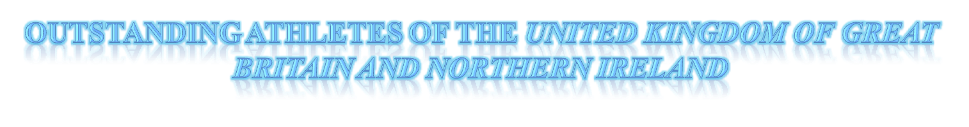 OUTSTANDING ATHLETES OF THE UNITED KINGDOM OF GREAT
BRITAIN AND NORTHERN IRELAND